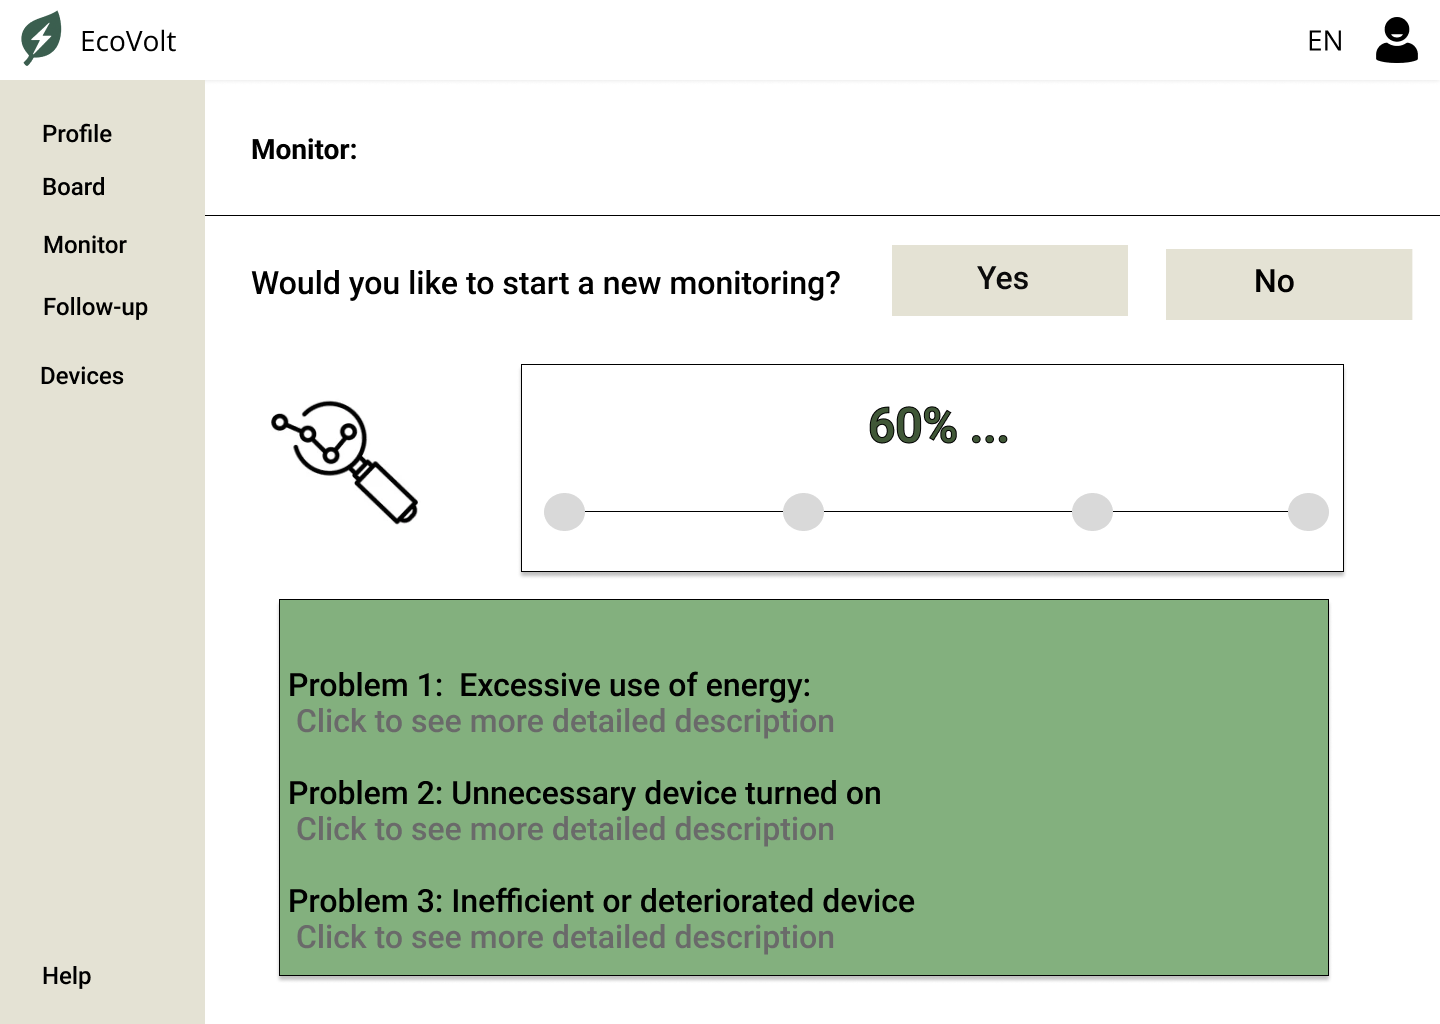 EcoVolt
EN
Profile
Board
Monitor
Follow-up
Devices
Help
Monitor:
Would you like to start a new monitoring?
Yes
No
60% ...
Problem 1:  Excessive use of energy:
Click to see more detailed description
Problem 2: Unnecessary device turned on
Click to see more detailed description
Problem 3: Inefficient or deteriorated device
Click to see more detailed description